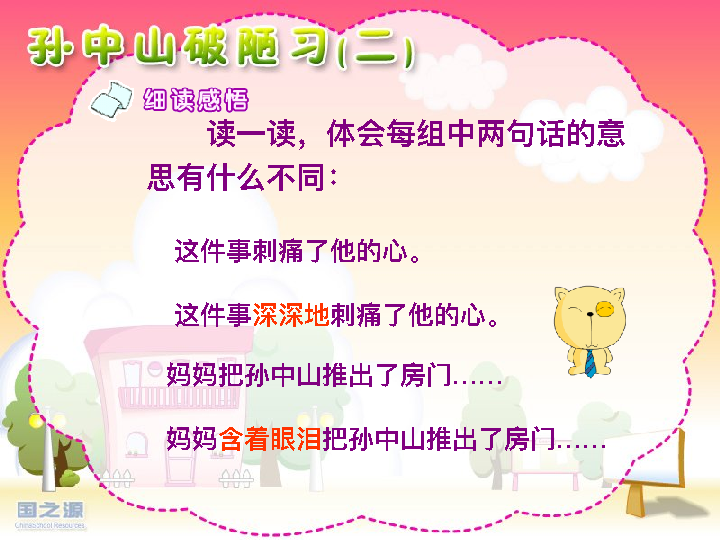 孙中山破陋习(二)
细读感悟
读一读，体会每组中两句话的意
思有什么不同：
这件事刺痛了他的心。
这件事深深地刺痛了他的心。
妈妈把孙中山推出了房门……
妈妈含着眼泪把孙中山推出了房门……
国之源